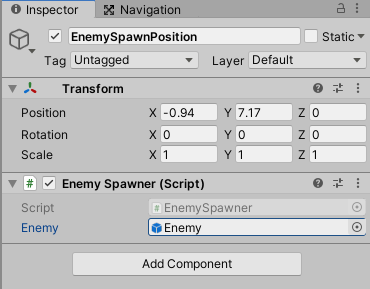 Inspector Navigation
EnemySpawnPosition Static
Tag Untagged Layer Default
Transform
Position X -0.94 Y 7.17 Z 0
Rotation X 0 Y 0 Z 0
Scale X 1 Y 1 Z 1
# Enemy Spawner (Script)
Script # EnemySpawner
Enemy Enemy
Add Component